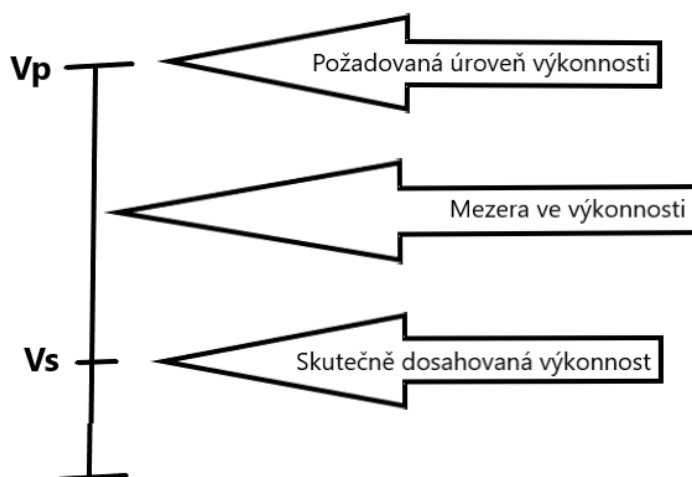 Vp
Požadovaná úroveň výkonnosti
Mezera ve výkonnosti
Vs
Skutečně dosahovaná výkonnost